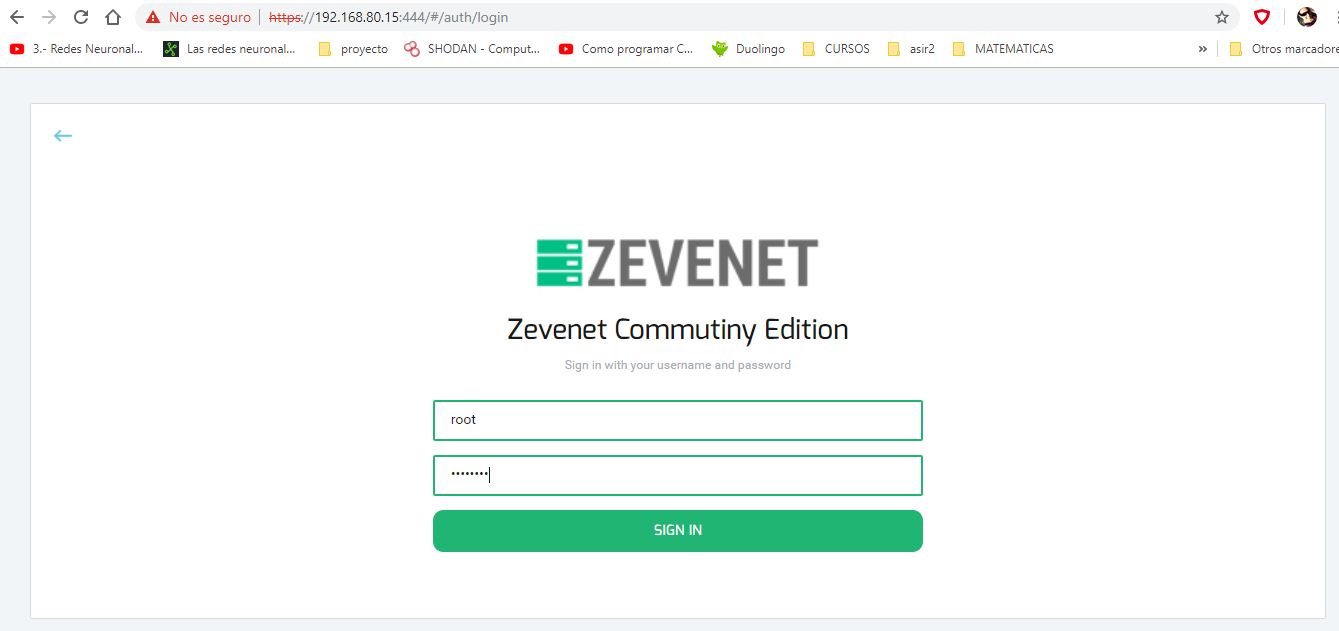 No es seguro https://192.168.80.15:444/#/auth/login
3.- Redes Neuronal... Las redes neuronal... proyecto SHODAN - Comput... Como programar C... Duolingo CURSOS asir2 MATEMATICAS » Otros marcadore
ZEVENET
Zevenet Commutiny Edition
Sign in with your username and password
root
••••••••
SIGN IN